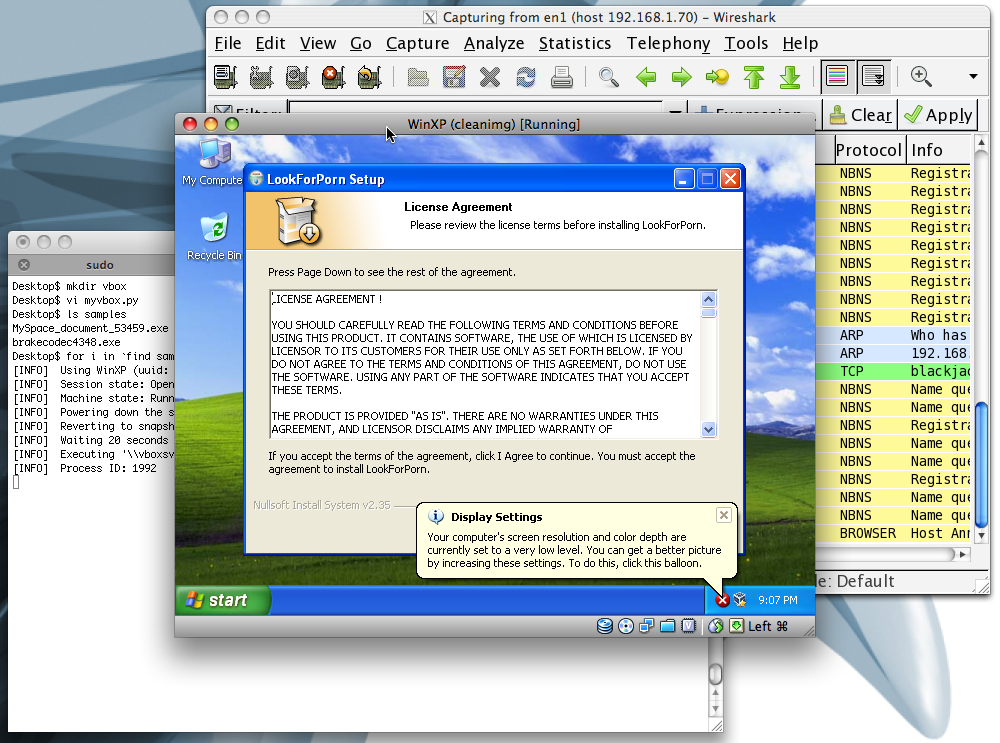 Capturing from en1 (host 192.168.1.70) – Wireshark
File Edit View Go Capture Analyze Statistics Telephony Tools Help
Filter:
Expression...
Clear
Apply
Protocol Info
NBNS Registra
NBNS Registra
NBNS Registra
NBNS Registra
NBNS Registra
NBNS Registra
NBNS Registra
NBNS Registra
NBNS Registra
ARP Who has
ARP 192.168.
TCP blackjac
NBNS Name que
NBNS Name que
NBNS Registra
NBNS Name que
NBNS Name que
NBNS Registra
NBNS Name que
NBNS Name que
BROWSER Host Ann
le: Default
WinXP (cleanimg) [Running]
My Compute
Recycle Bin
LookForPorn Setup
License Agreement
Please review the license terms before installing LookForPorn.
Press Page Down to see the rest of the agreement.
LICENSE AGREEMENT !
YOU SHOULD CAREFULLY READ THE FOLLOWING TERMS AND CONDITIONS BEFORE
USING THIS PRODUCT. IT CONTAINS SOFTWARE, THE USE OF WHICH IS LICENSED BY
LICENSOR TO ITS CUSTOMERS FOR THEIR USE ONLY AS SET FORTH BELOW. IF YOU
DO NOT AGREE TO THE TERMS AND CONDITIONS OF THIS AGREEMENT, DO NOT USE
THE SOFTWARE. USING ANY PART OF THE SOFTWARE INDICATES THAT YOU ACCEPT
THESE TERMS.
THE PRODUCT IS PROVIDED "AS IS". THERE ARE NO WARRANTIES UNDER THIS
AGREEMENT, AND LICENSOR DISCLAIMS ANY IMPLIED WARRANTY OF
If you accept the terms of the agreement, click I Agree to continue. You must accept the
agreement to install LookForPorn.
Nullsoft Install System v2.35
Display Settings
Your computer's screen resolution and color depth are
currently set to a very low level. You can get a better picture
by increasing these settings. To do this, click this balloon.
start
9:07 PM
Left ⌘
sudo
Desktop$ mkdir vbox
Desktop$ vi myvbox.py
Desktop$ ls samples
MySpace_document_53459.exe
brakecodec4348.exe
Desktop$ for i in `find sam
[INFO] Using WinXP (uuid:
[INFO] Session state: Open
[INFO] Machine state: Runn
[INFO] Powering down the s
[INFO] Reverting to snapsh
[INFO] Waiting 20 seconds
[INFO] Executing '\\vboxsv
[INFO] Process ID: 1992